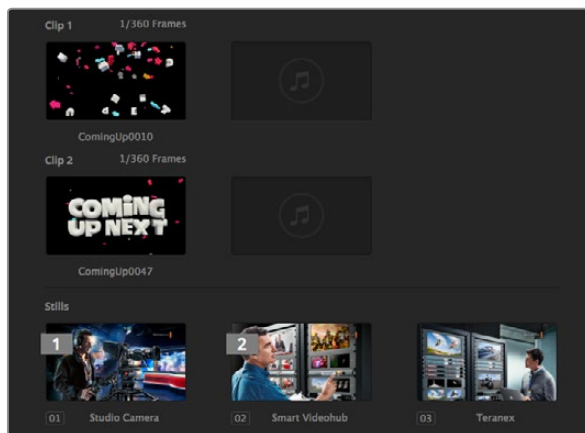 Clip 1 1/360 Frames
ComingUp0010
Clip 2 1/360 Frames
COMING
UP NEXT
ComingUp0047
Stills
1 2
01 Studio Camera 02 Smart Videohub 03 Teranex